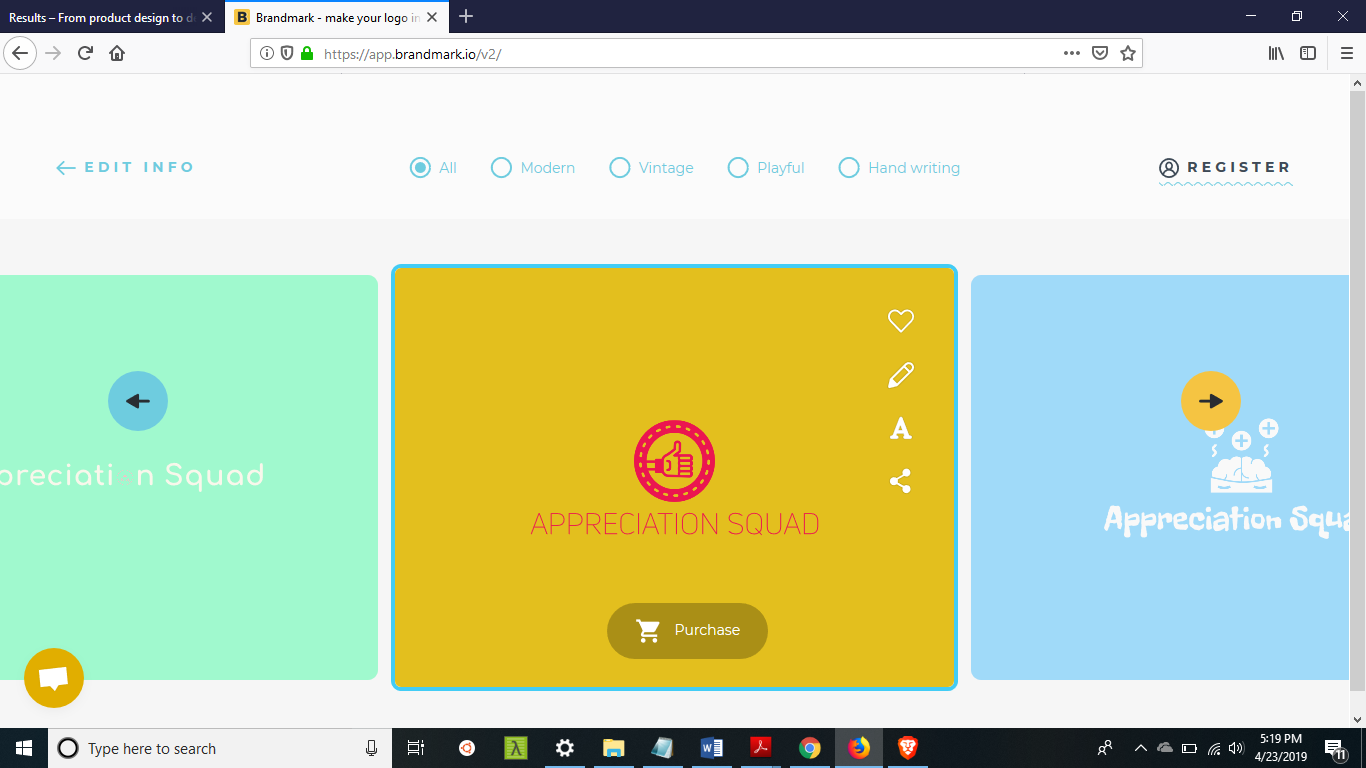 Results – From product design to d
Brandmark - make your logo in
https://app.brandmark.io/v2/
EDIT INFO
All
Modern
Vintage
Playful
Hand writing
REGISTER
preciati n Squad
APPRECIATION SQUAD
Appreciation Squa
Purchase
Type here to search
5:19 PM
4/23/2019
11